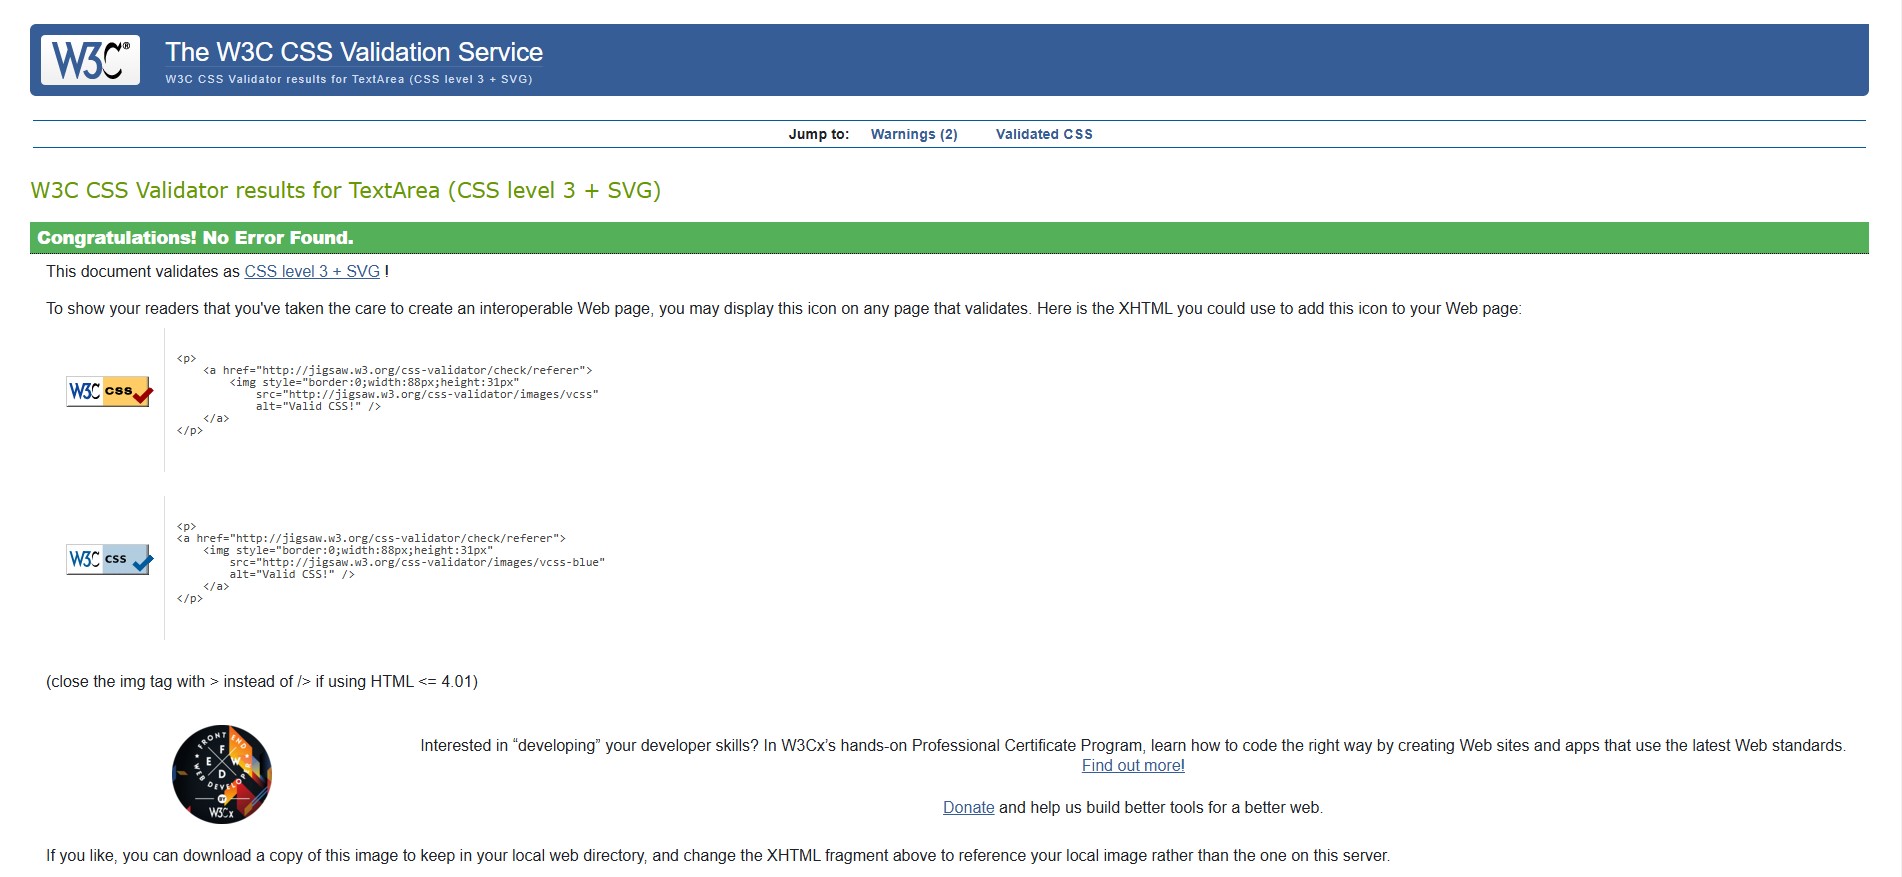 W3C®
The W3C CSS Validation Service
W3C CSS Validator results for TextArea (CSS level 3 + SVG)
Jump to: Warnings (2) Validated CSS
W3C CSS Validator results for TextArea (CSS level 3 + SVG)
Congratulations! No Error Found.
This document validates as CSS level 3 + SVG !
To show your readers that you've taken the care to create an interoperable Web page, you may display this icon on any page that validates. Here is the XHTML you could use to add this icon to your Web page:
W3C css
<p>
    <a href="http://jigsaw.w3.org/css-validator/check/referer">
        <img style="border:0;width:88px;height:31px"
            src="http://jigsaw.w3.org/css-validator/images/vcss"
            alt="Valid CSS!" />
    </a>
</p>
W3C css
<p>
<a href="http://jigsaw.w3.org/css-validator/check/referer">
    <img style="border:0;width:88px;height:31px"
        src="http://jigsaw.w3.org/css-validator/images/vcss-blue"
        alt="Valid CSS!" />
    </a>
</p>
(close the img tag with > instead of /> if using HTML <= 4.01)
FRONT END
F
E W
D
WEB DEVELOPER
BY
W3Cx
Interested in “developing” your developer skills? In W3Cx’s hands-on Professional Certificate Program, learn how to code the right way by creating Web sites and apps that use the latest Web standards.
Find out more!
Donate and help us build better tools for a better web.
If you like, you can download a copy of this image to keep in your local web directory, and change the XHTML fragment above to reference your local image rather than the one on this server.